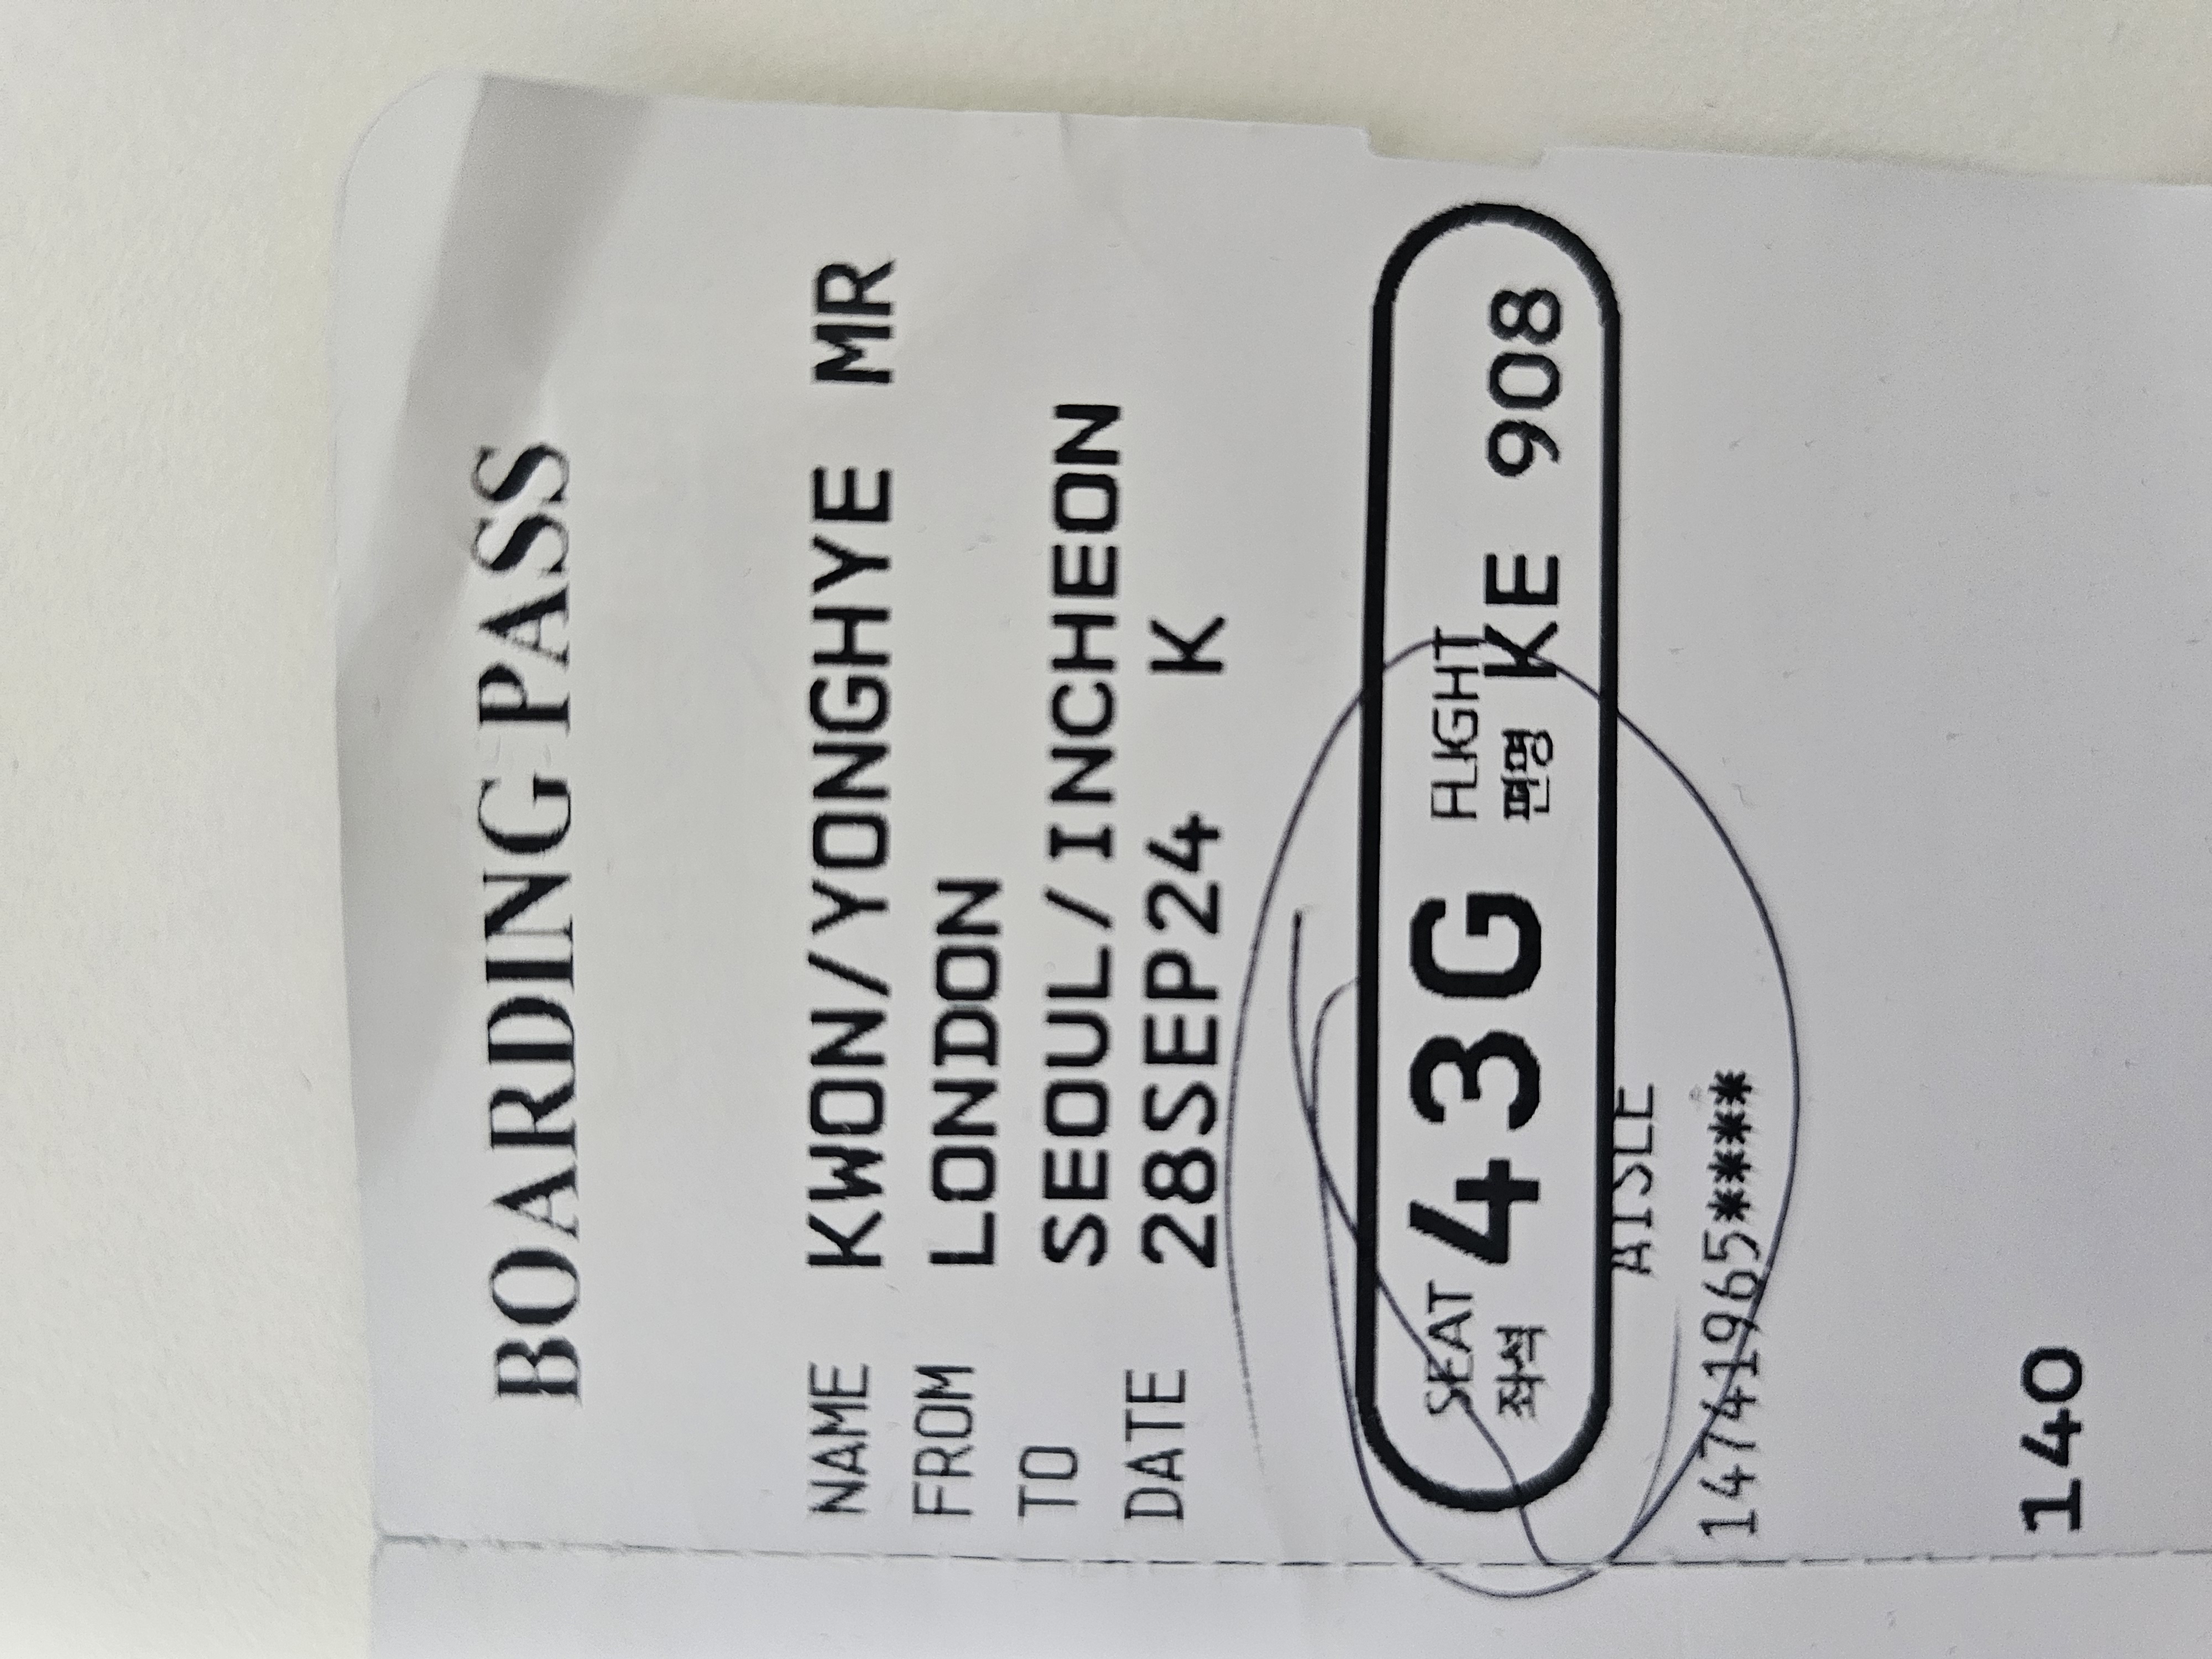 BOARDING PASS
NAME KWON/YONGHYE MR
FROM LONDON
TO SEOUL/INCHEON
DATE 28SEP24 K
SEAT 43G FLIGHT
좌석 편명 KE 908
AISLE
14741965****
140